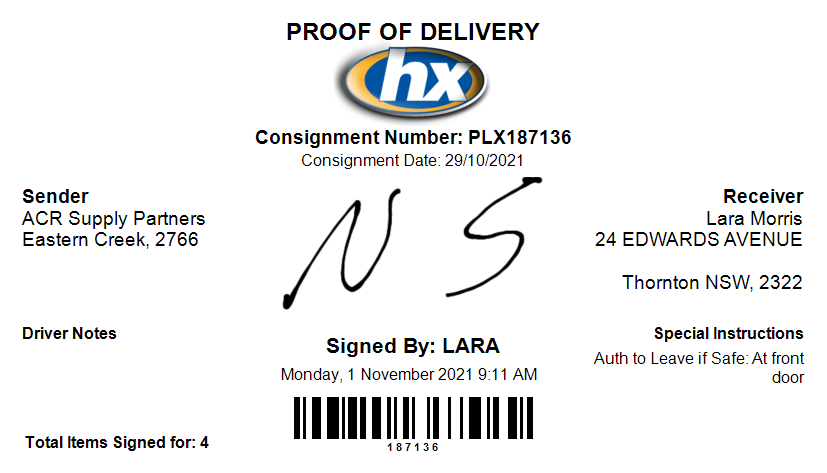 PROOF OF DELIVERY
hx
Consignment Number: PLX187136
Consignment Date: 29/10/2021
Sender
ACR Supply Partners
Eastern Creek, 2766
N S
Receiver
Lara Morris
24 EDWARDS AVENUE
Thornton NSW, 2322
Driver Notes
Signed By: LARA
Monday, 1 November 2021 9:11 AM
Special Instructions
Auth to Leave if Safe: At front
door
187136
Total Items Signed for: 4